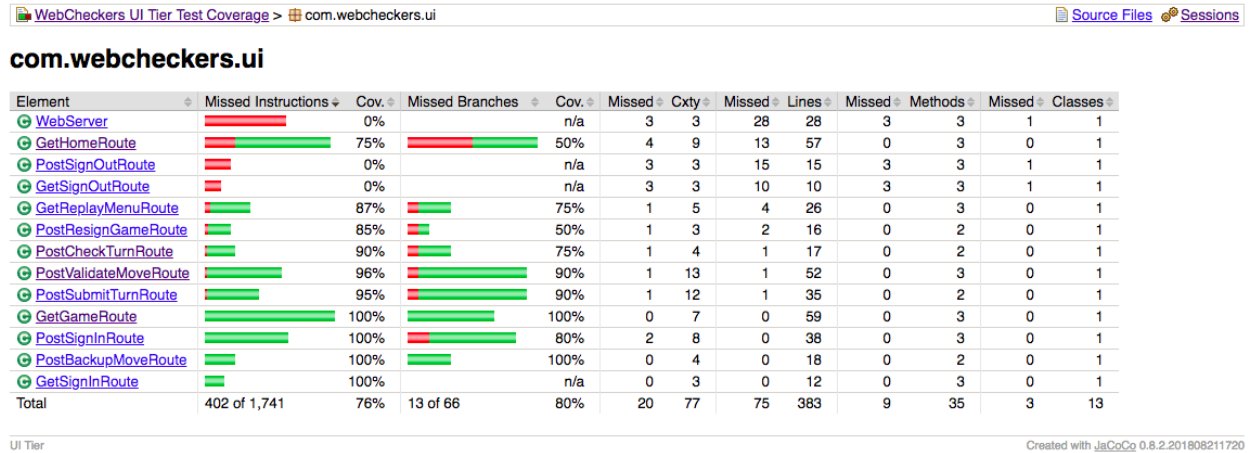 WebCheckers UI Tier Test Coverage > com.webcheckers.ui Source Files Sessions
com.webcheckers.ui
Element Missed Instructions Cov. Missed Branches Cov. Missed Cxty Missed Lines Missed Methods Missed Classes
WebServer 0% n/a 3 3 28 28 3 3 1 1
GetHomeRoute 75% 50% 4 9 13 57 0 3 0 1
PostSignOutRoute 0% n/a 3 3 15 15 3 3 1 1
GetSignOutRoute 0% n/a 3 3 10 10 3 3 1 1
GetReplayMenuRoute 87% 75% 1 5 4 26 0 3 0 1
PostResignGameRoute 85% 50% 1 3 2 16 0 2 0 1
PostCheckTurnRoute 90% 75% 1 4 1 17 0 2 0 1
PostValidateMoveRoute 96% 90% 1 13 1 52 0 3 0 1
PostSubmitTurnRoute 95% 90% 1 12 1 35 0 2 0 1
GetGameRoute 100% 100% 0 7 0 59 0 3 0 1
PostSignInRoute 100% 80% 2 8 0 38 0 3 0 1
PostBackupMoveRoute 100% 100% 0 4 0 18 0 2 0 1
GetSignInRoute 100% n/a 0 3 0 12 0 3 0 1
Total 402 of 1,741 76% 13 of 66 80% 20 77 75 383 9 35 3 13
UI Tier Created with JaCoCo 0.8.2.201808211720